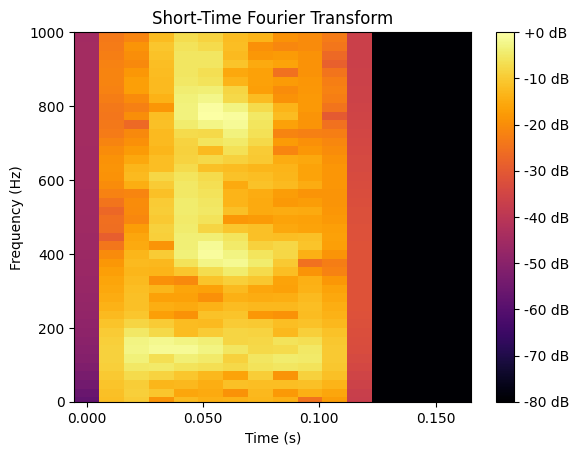 Short-Time Fourier Transform
Frequency (Hz)
1000
800
600
400
200
0
0.000
0.050
0.100
0.150
Time (s)
+0 dB
-10 dB
-20 dB
-30 dB
-40 dB
-50 dB
-60 dB
-70 dB
-80 dB